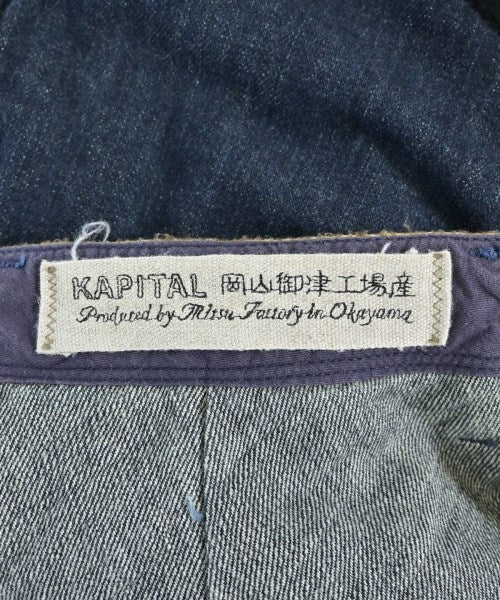 KAPITAL 岡山御津工場産
Produced by Mitsu Factory in Okayama